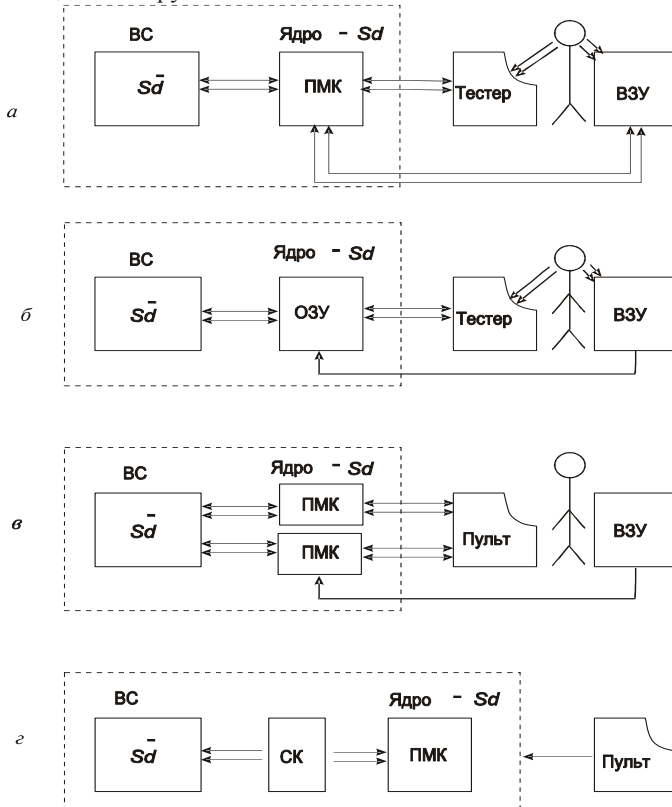 ВС Ядро - Sd
а Sd̄ ПМК Тестер ВЗУ
ВС Ядро - Sd
б Sd̄ ОЗУ Тестер ВЗУ
ВС Ядро - Sd
в Sd̄ ПМК ПМК Пульт ВЗУ
ВС Ядро - Sd
г Sd̄ СК ПМК Пульт